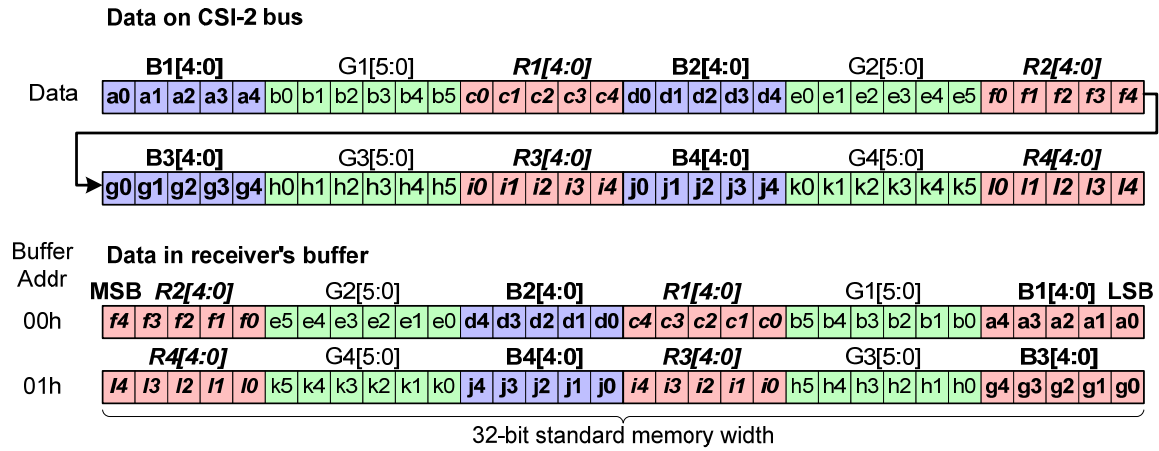 Data on CSI-2 bus
B1[4:0] G1[5:0] R1[4:0] B2[4:0] G2[5:0] R2[4:0]
Data a0 a1 a2 a3 a4 b0 b1 b2 b3 b4 b5 c0 c1 c2 c3 c4 d0 d1 d2 d3 d4 e0 e1 e2 e3 e4 e5 f0 f1 f2 f3 f4
B3[4:0] G3[5:0] R3[4:0] B4[4:0] G4[5:0] R4[4:0]
g0 g1 g2 g3 g4 h0 h1 h2 h3 h4 h5 i0 i1 i2 i3 i4 j0 j1 j2 j3 j4 k0 k1 k2 k3 k4 k5 l0 l1 l2 l3 l4
Buffer Addr
Data in receiver's buffer
MSB R2[4:0] G2[5:0] B2[4:0] R1[4:0] G1[5:0] B1[4:0] LSB
00h f4 f3 f2 f1 f0 e5 e4 e3 e2 e1 e0 d4 d3 d2 d1 d0 c4 c3 c2 c1 c0 b5 b4 b3 b2 b1 b0 a4 a3 a2 a1 a0
R4[4:0] G4[5:0] B4[4:0] R3[4:0] G3[5:0] B3[4:0]
01h l4 l3 l2 l1 l0 k5 k4 k3 k2 k1 k0 j4 j3 j2 j1 j0 i4 i3 i2 i1 i0 h5 h4 h3 h2 h1 h0 g4 g3 g2 g1 g0
32-bit standard memory width